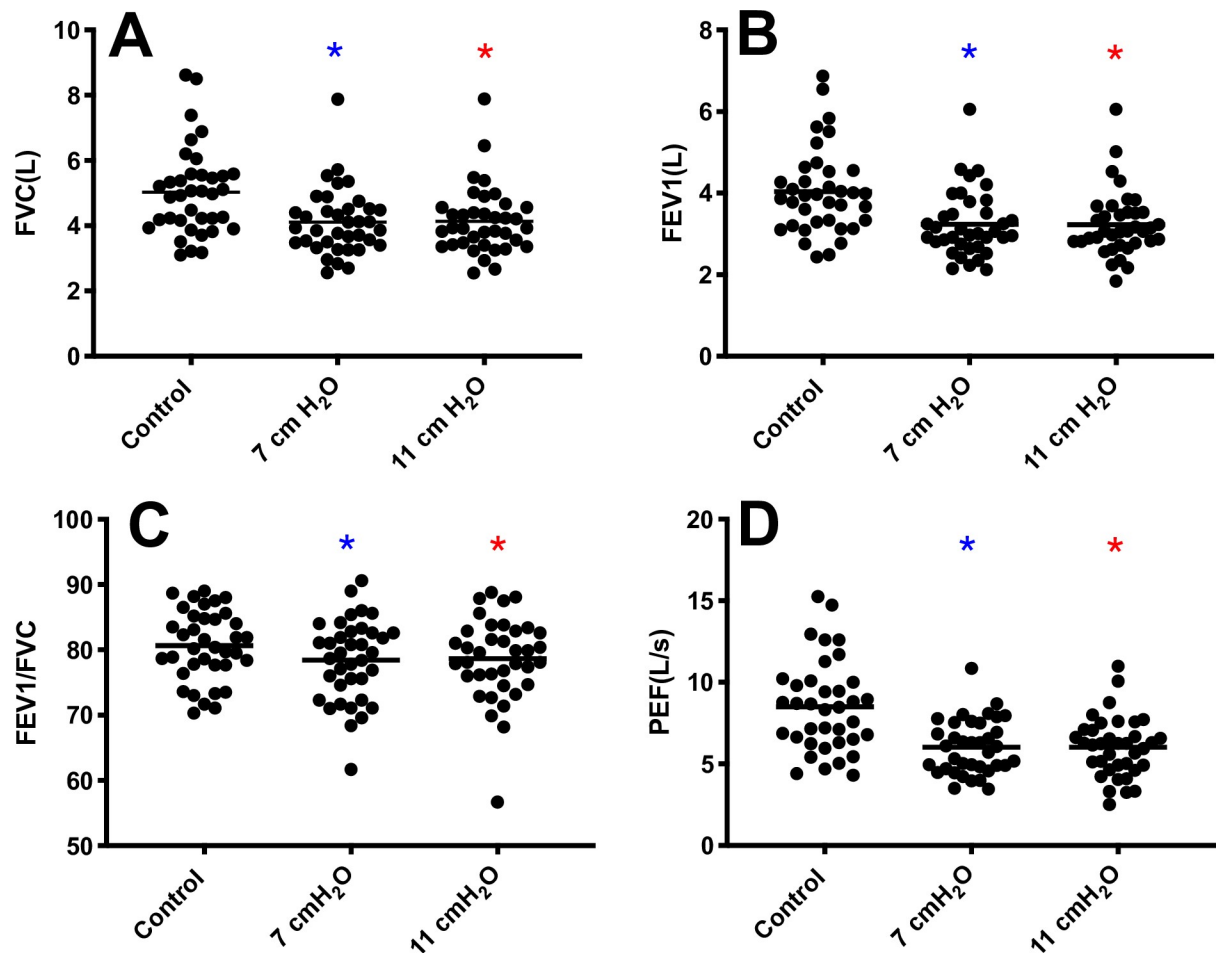 A
FVC(L)
10
8
6
4
2
0
*
*
Control
7 cm H₂O
11 cm H₂O
B
FEV1(L)
8
6
4
2
0
*
*
Control
7 cm H₂O
11 cm H₂O
C
FEV1/FVC
100
90
80
70
60
50
*
*
Control
7 cmH₂O
11 cmH₂O
D
PEF(L/s)
20
15
10
5
0
*
*
Control
7 cmH₂O
11 cmH₂O